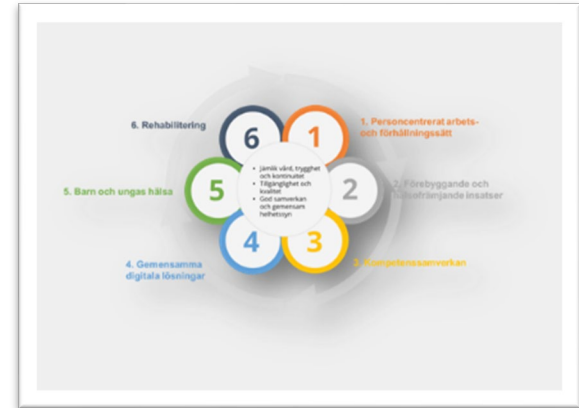 6. Rehabilitering
6
1
1. Personcentrerat arbets-
och förhållningssätt
• Jämlik vård, trygghet
och kontinuitet
• Tillgänglighet och
kvalitet
• God samverkan
och gemensam
helhetssyn
5. Barn och ungas hälsa
5
2
2. Förebyggande och
hälsofrämjande insatser
4
3
3. Kompetenssamverkan
4. Gemensamma
digitala lösningar